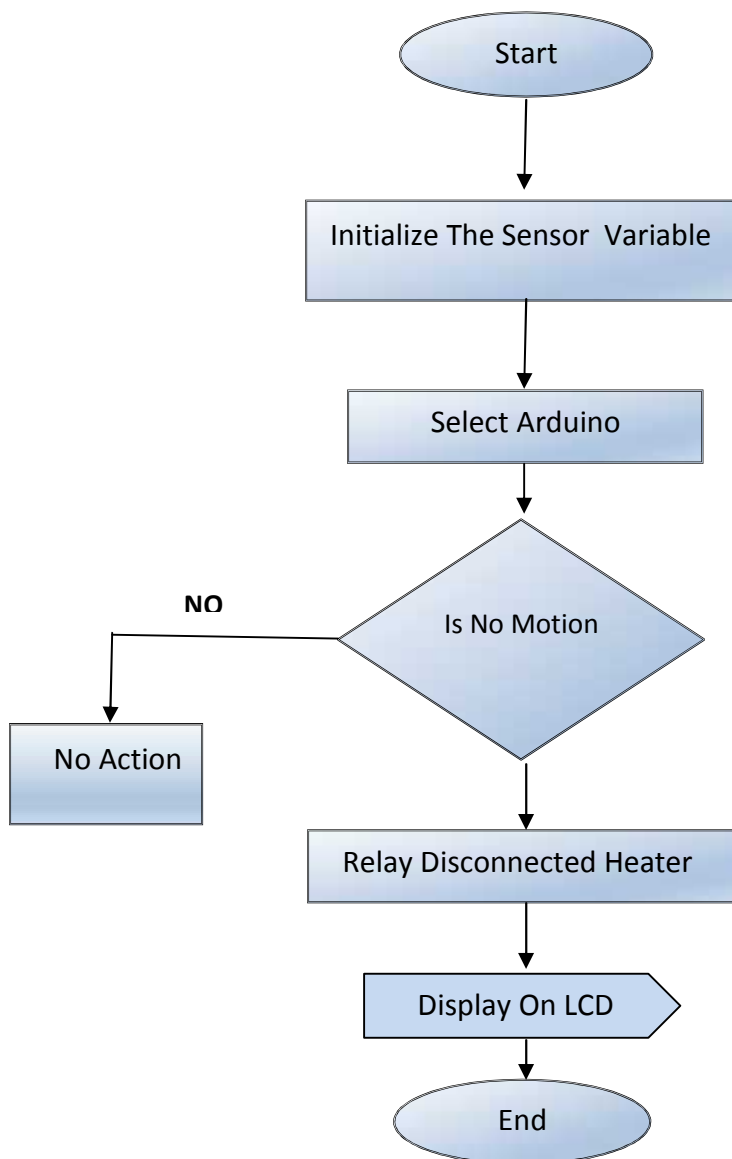 Start
Initialize The Sensor Variable
Select Arduino
Is No Motion
NO
No Action
Relay Disconnected Heater
Display On LCD
End